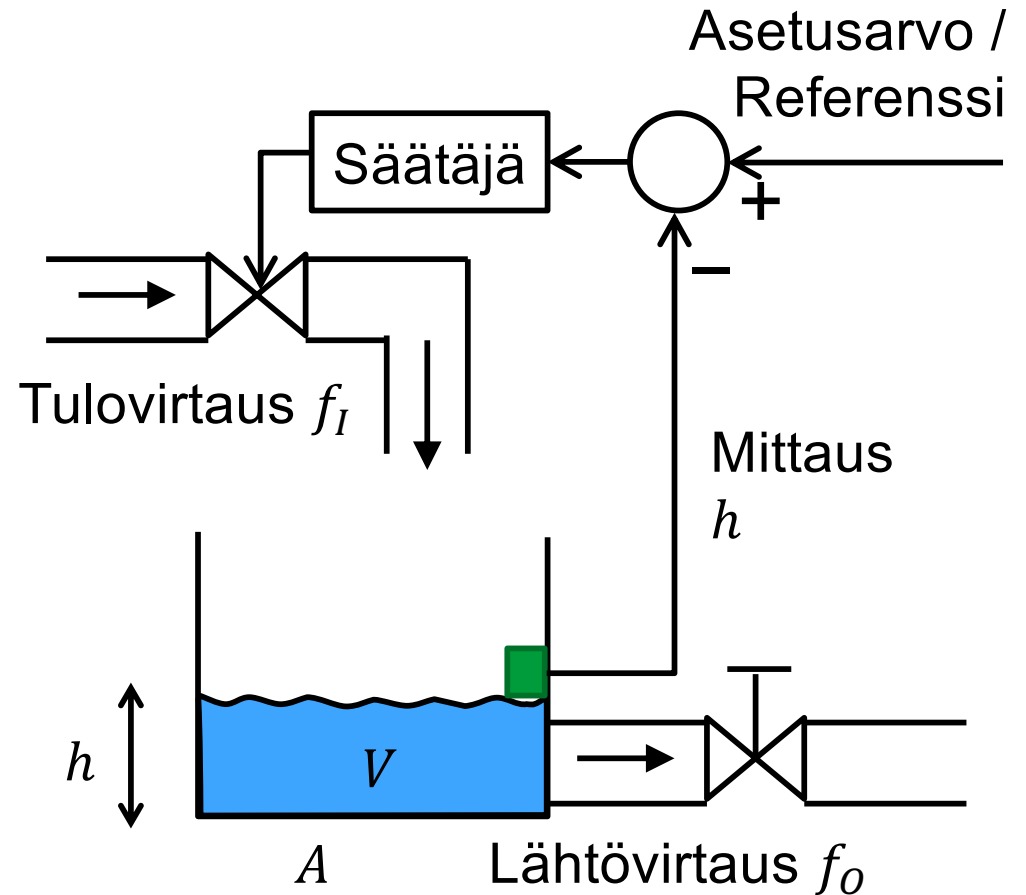 Asetusarvo /
Referenssi
Säätäjä
+
−
Tulovirtaus f_I
Mittaus
h
h
V
A
Lähtövirtaus f_O